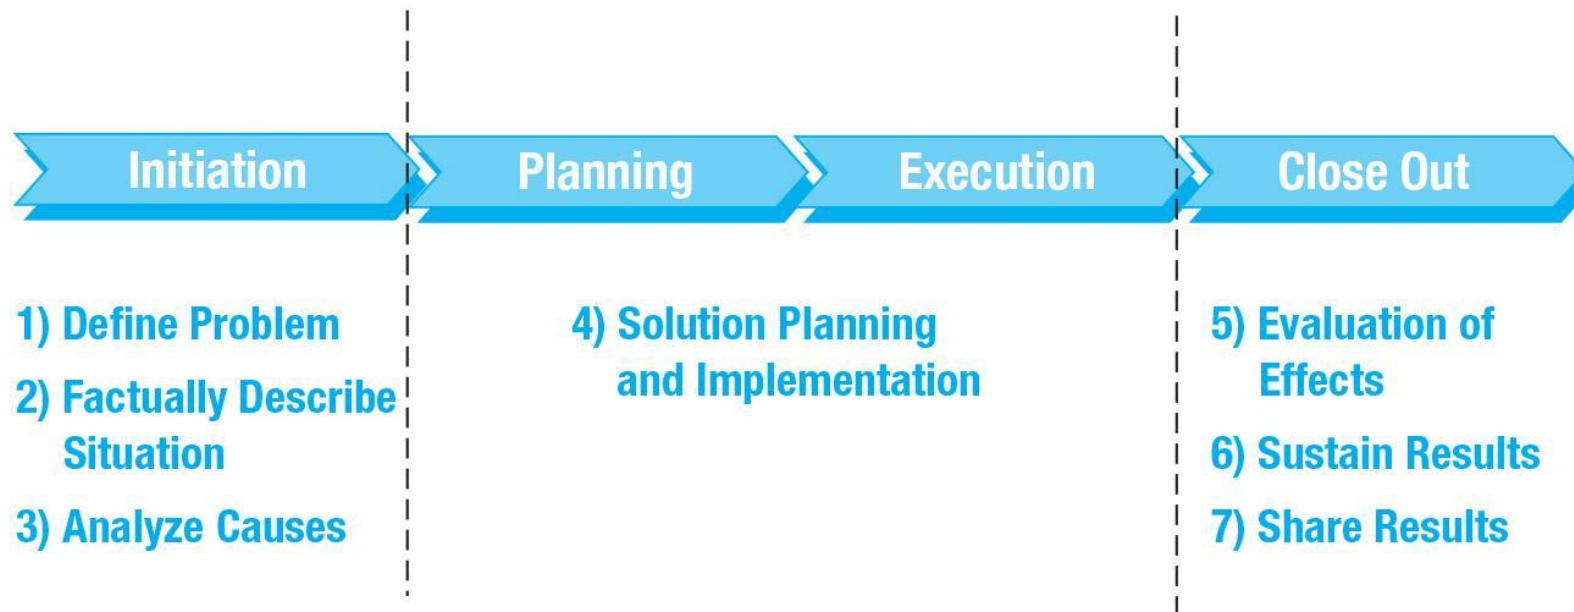 Initiation
Planning
Execution
Close Out
1) Define Problem
2) Factually Describe
Situation
3) Analyze Causes
4) Solution Planning
and Implementation
5) Evaluation of
Effects
6) Sustain Results
7) Share Results